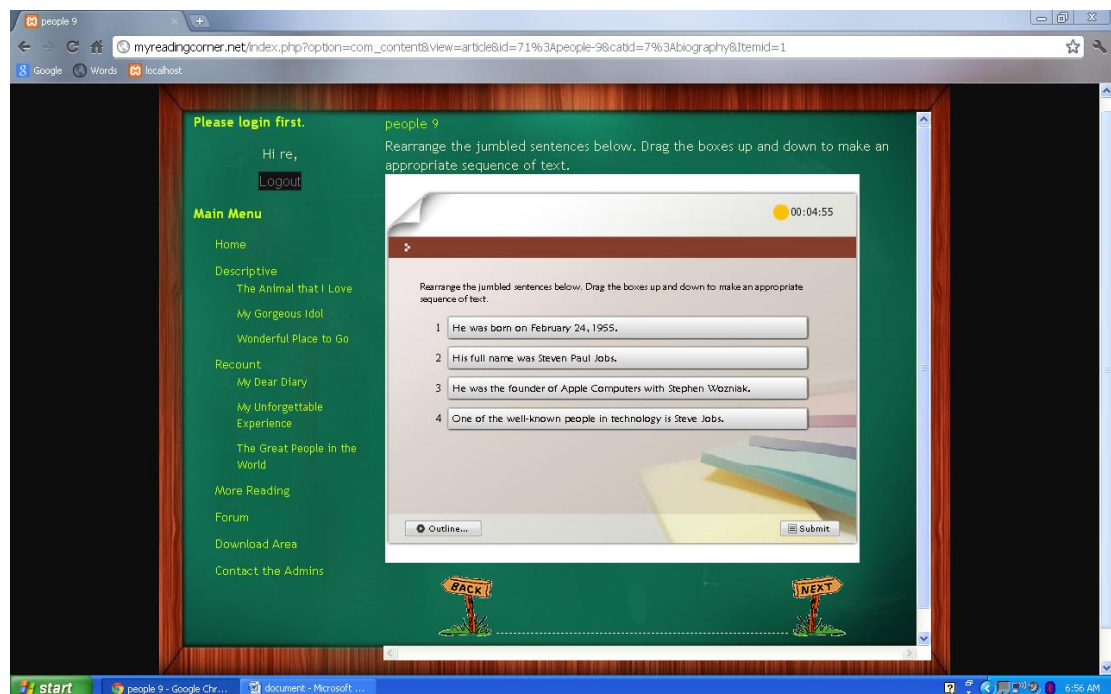 people 9
myreadingcorner.net/index.php?option=com_content&view=article&id=71%3Apeople-9&catid=7%3Abiography&Itemid=1
Google Words localhost
Please login first.
Hi re,
Logout
Main Menu
Home
Descriptive
The Animal that I Love
My Gorgeous Idol
Wonderful Place to Go
Recount
My Dear Diary
My Unforgettable
Experience
The Great People in the
World
More Reading
Forum
Download Area
Contact the Admins
people 9
Rearrange the jumbled sentences below. Drag the boxes up and down to make an
appropriate sequence of text.
00:04:55
Rearrange the jumbled sentences below. Drag the boxes up and down to make an appropriate
sequence of text.
1 He was born on February 24, 1955.
2 His full name was Steven Paul Jobs.
3 He was the founder of Apple Computers with Stephen Wozniak.
4 One of the well-known people in technology is Steve Jobs.
Outline...
Submit
BACK
NEXT
start
people 9 - Google Chr...
document - Microsoft ...
6:56 AM